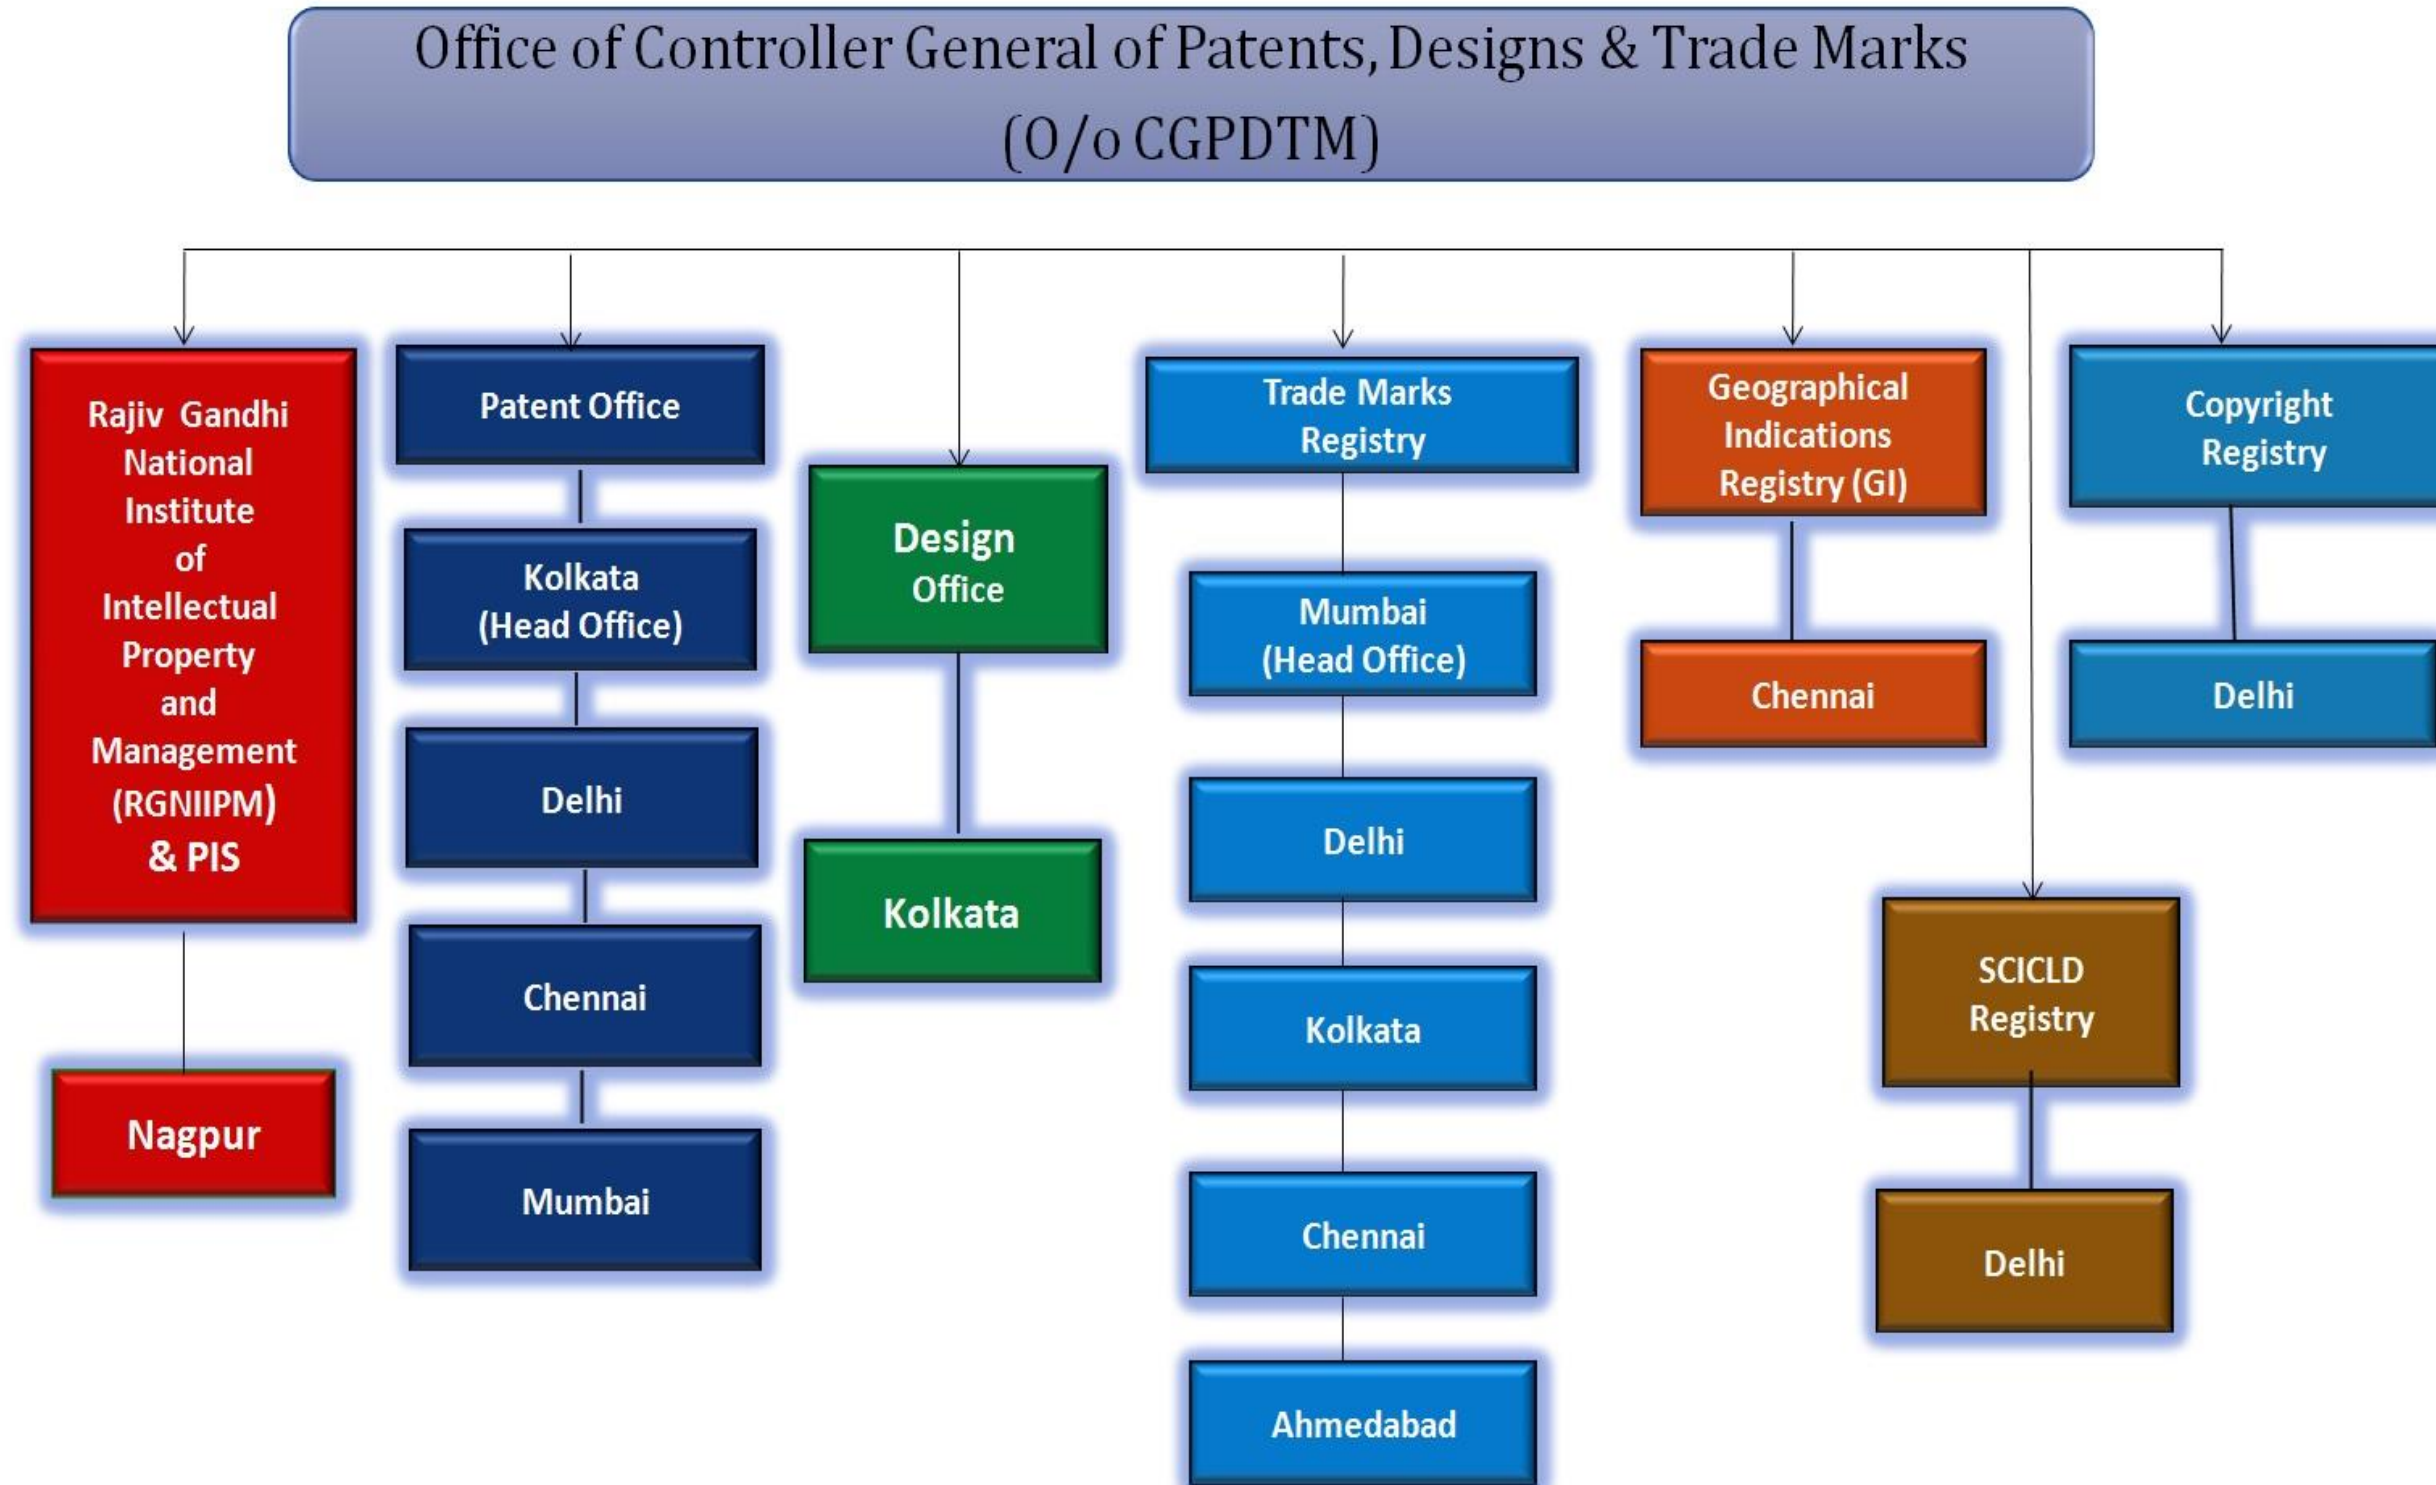 Office of Controller General of Patents, Designs & Trade Marks
(O/o CGPDTM)
Rajiv Gandhi
National
Institute
of
Intellectual
Property
and
Management
(RGNIIPM)
& PIS
Nagpur
Patent Office
Kolkata
(Head Office)
Delhi
Chennai
Mumbai
Design
Office
Kolkata
Trade Marks
Registry
Mumbai
(Head Office)
Delhi
Kolkata
Chennai
Ahmedabad
Geographical
Indications
Registry (GI)
Chennai
SCICLD
Registry
Delhi
Copyright
Registry
Delhi